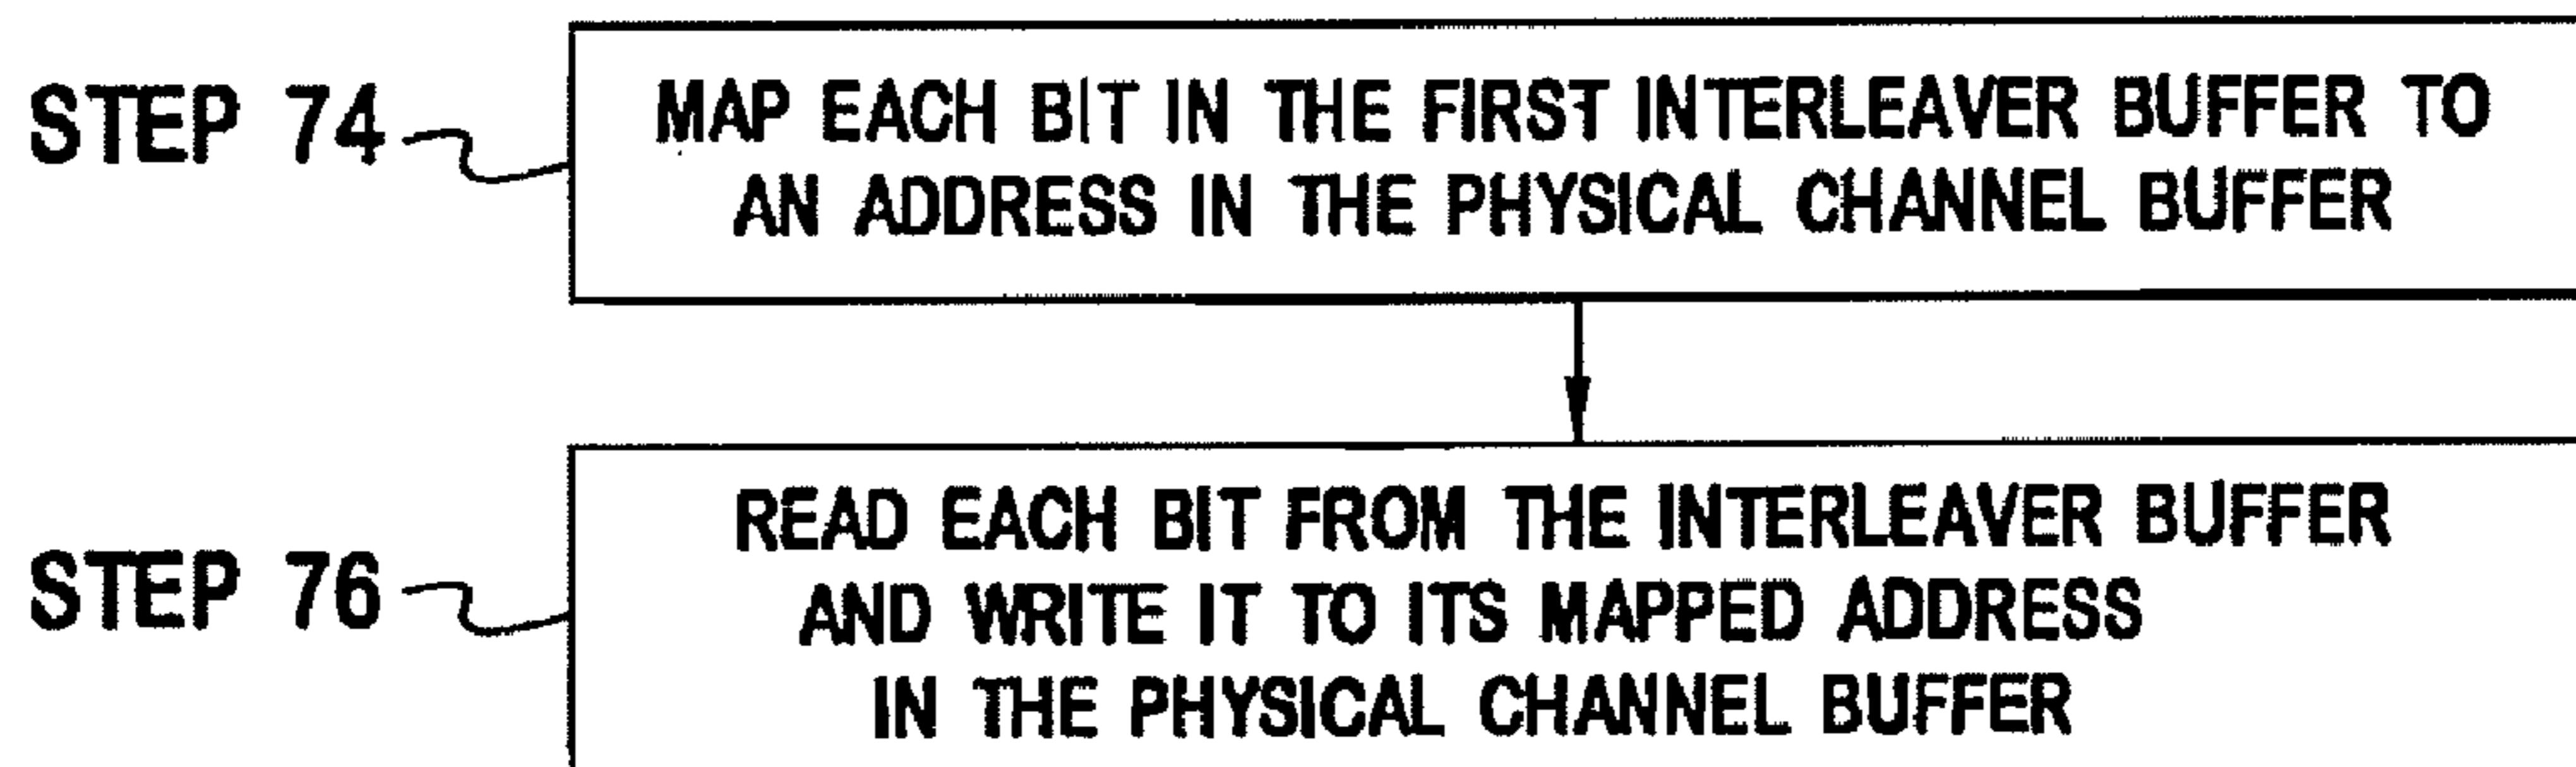 STEP 74
MAP EACH BIT IN THE FIRST INTERLEAVER BUFFER TO
AN ADDRESS IN THE PHYSICAL CHANNEL BUFFER
STEP 76
READ EACH BIT FROM THE INTERLEAVER BUFFER
AND WRITE IT TO ITS MAPPED ADDRESS
IN THE PHYSICAL CHANNEL BUFFER